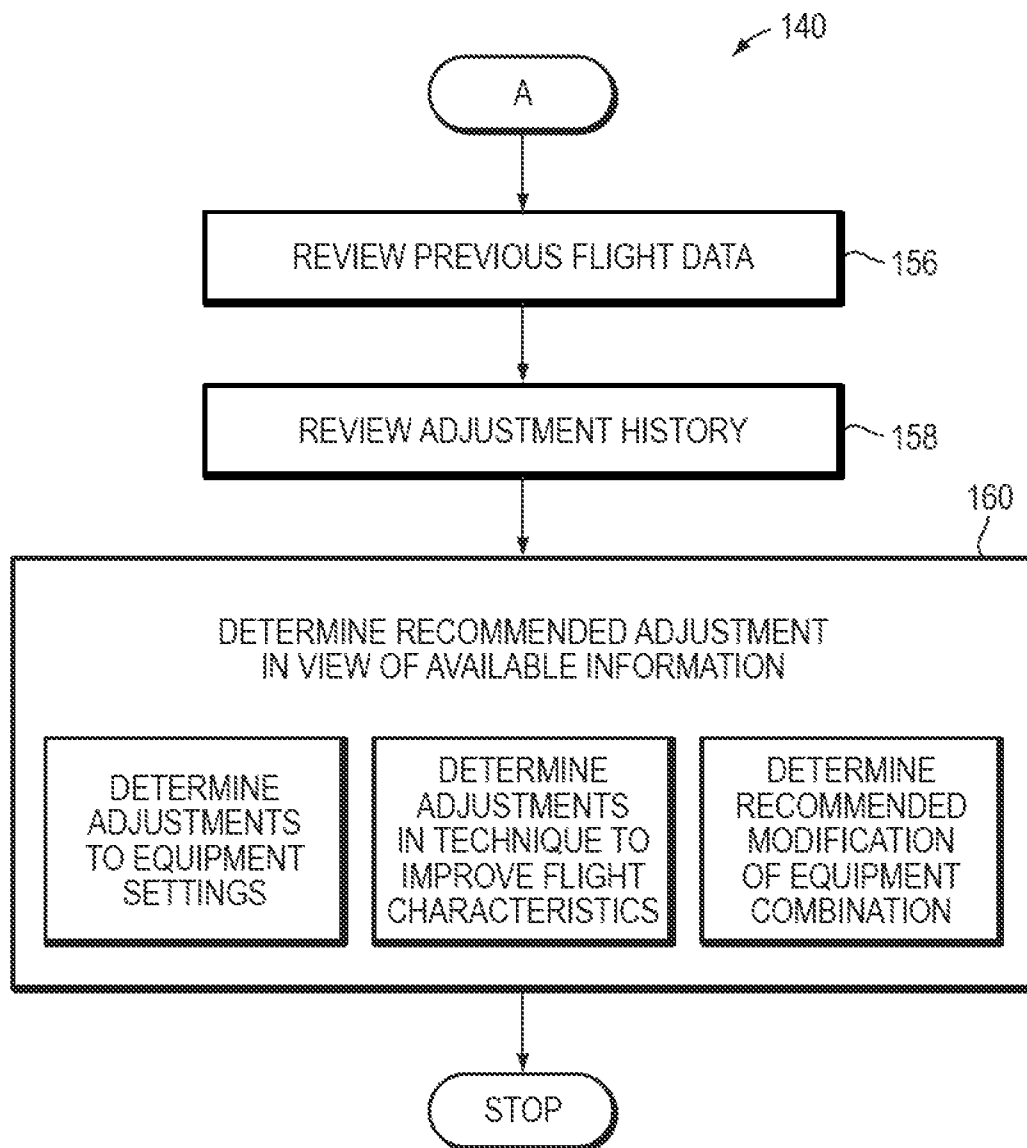 140
A
REVIEW PREVIOUS FLIGHT DATA
156
REVIEW ADJUSTMENT HISTORY
158
160
DETERMINE RECOMMENDED ADJUSTMENT
IN VIEW OF AVAILABLE INFORMATION
DETERMINE
ADJUSTMENTS
TO EQUIPMENT
SETTINGS
DETERMINE
ADJUSTMENTS
IN TECHNIQUE TO
IMPROVE FLIGHT
CHARACTERISTICS
DETERMINE
RECOMMENDED
MODIFICATION
OF EQUIPMENT
COMBINATION
STOP